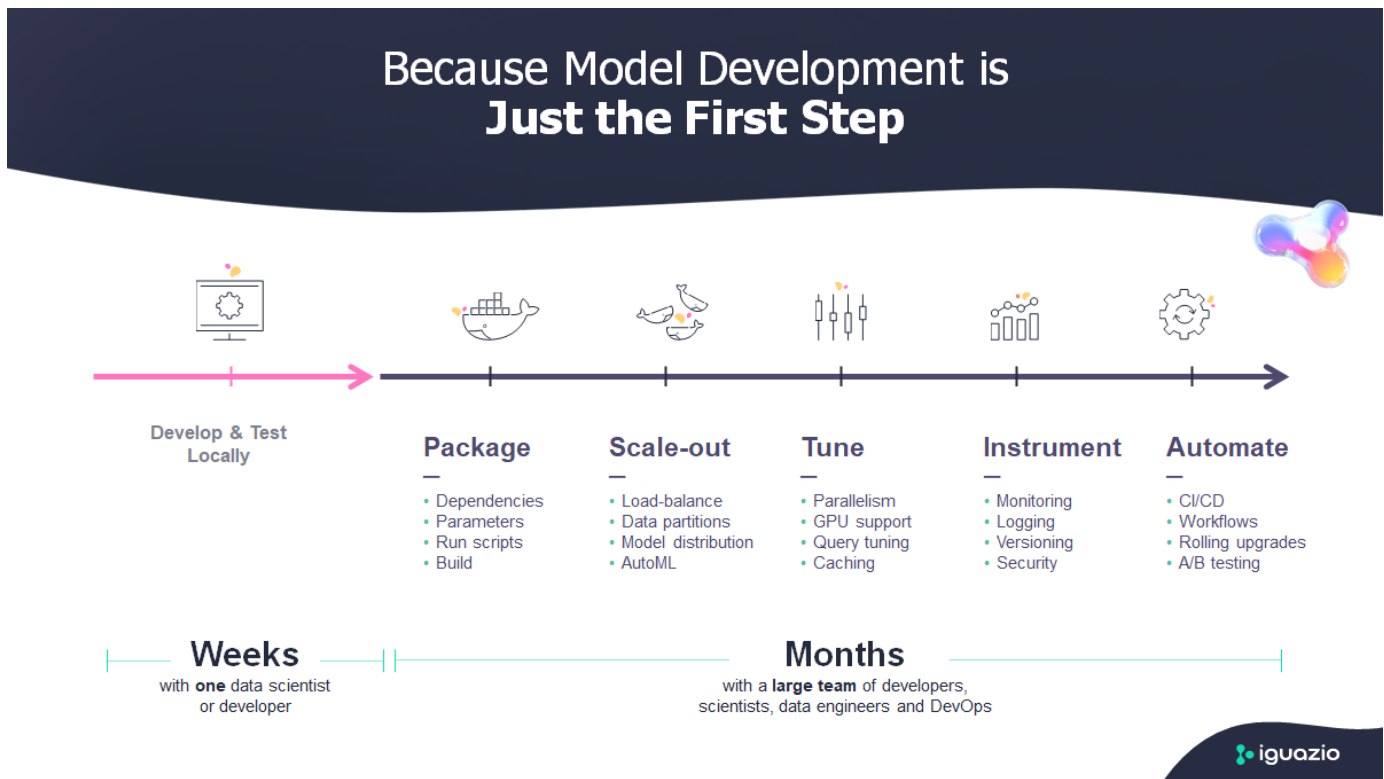 Because Model Development is
Just the First Step
Develop & Test
Locally
Package
• Dependencies
• Parameters
• Run scripts
• Build
Scale-out
• Load-balance
• Data partitions
• Model distribution
• AutoML
Tune
• Parallelism
• GPU support
• Query tuning
• Caching
Instrument
• Monitoring
• Logging
• Versioning
• Security
Automate
• CI/CD
• Workflows
• Rolling upgrades
• A/B testing
Weeks
with one data scientist
or developer
Months
with a large team of developers,
scientists, data engineers and DevOps
iguazio